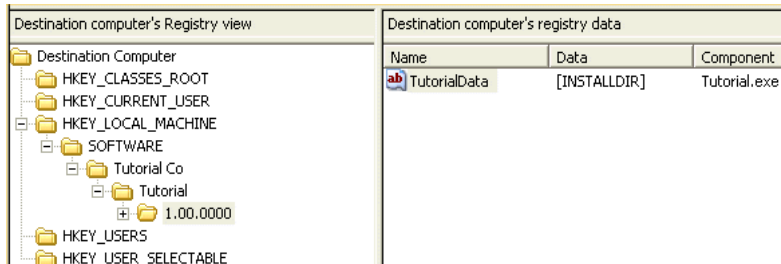 Destination computer's Registry view
Destination Computer
HKEY_CLASSES_ROOT
HKEY_CURRENT_USER
HKEY_LOCAL_MACHINE
SOFTWARE
Tutorial Co
Tutorial
1.00.0000
HKEY_USERS
HKEY_USER_SELECTABLE
Destination computer's registry data
Name Data Component
ab TutorialData [INSTALLDIR] Tutorial.exe